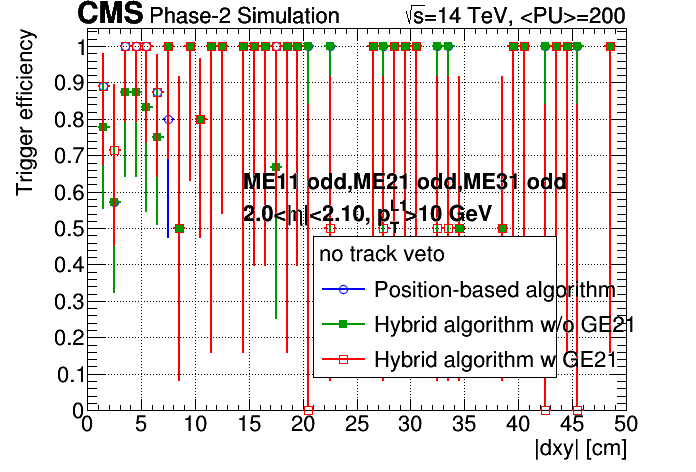 CMS Phase-2 Simulation √s=14 TeV, <PU>=200
Trigger efficiency
1
0.9
0.8
0.7
0.6
0.5
0.4
0.3
0.2
0.1
0
ME11 odd,ME21 odd,ME31 odd
2.0<|η|<2.10, p_T^L1>10 GeV
no track veto
Position-based algorithm
Hybrid algorithm w/o GE21
Hybrid algorithm w GE21
0 5 10 15 20 25 30 35 40 45 50
|dxy| [cm]